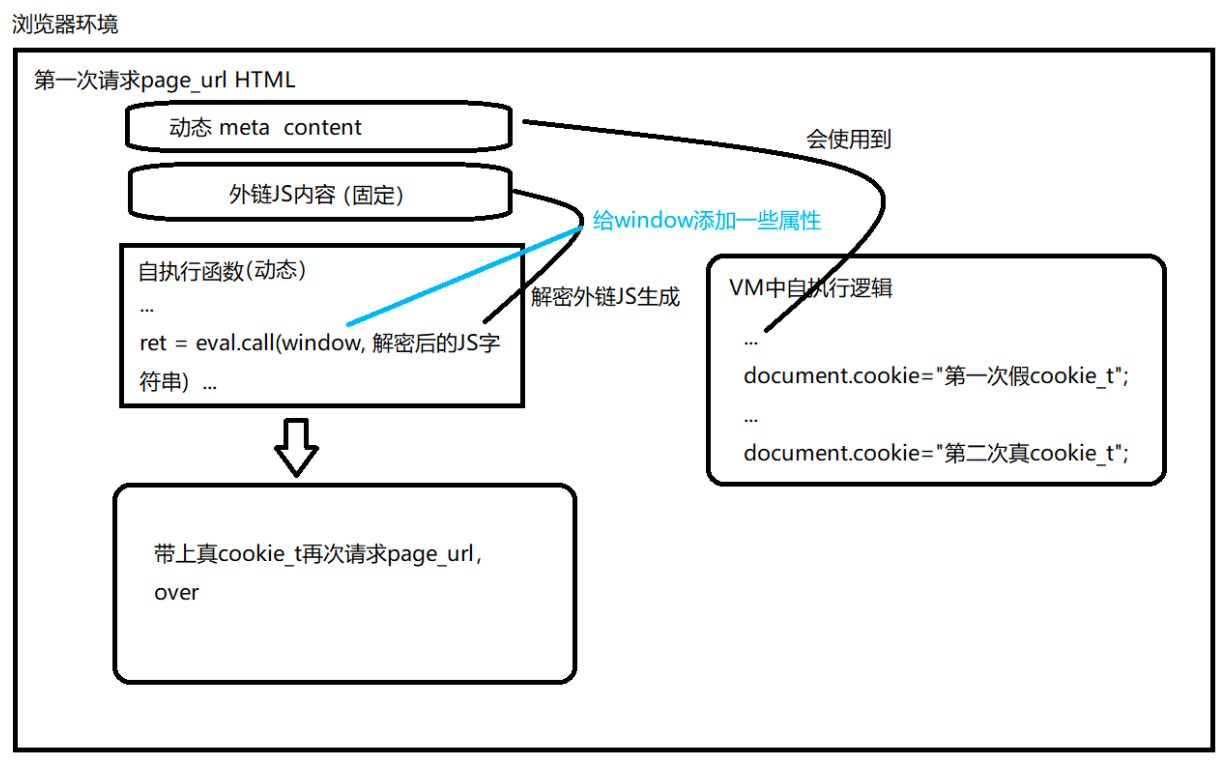 浏览器环境
第一次请求page_url HTML
动态 meta content
会使用到
外链JS内容 (固定)
给window添加一些属性
自执行函数(动态)
...
ret = eval.call(window, 解密后的JS字
符串) ...
解密外链JS生成
VM中自执行逻辑
...
document.cookie="第一次假cookie_t";
...
document.cookie="第二次真cookie_t";
带上真cookie_t再次请求page_url，
over